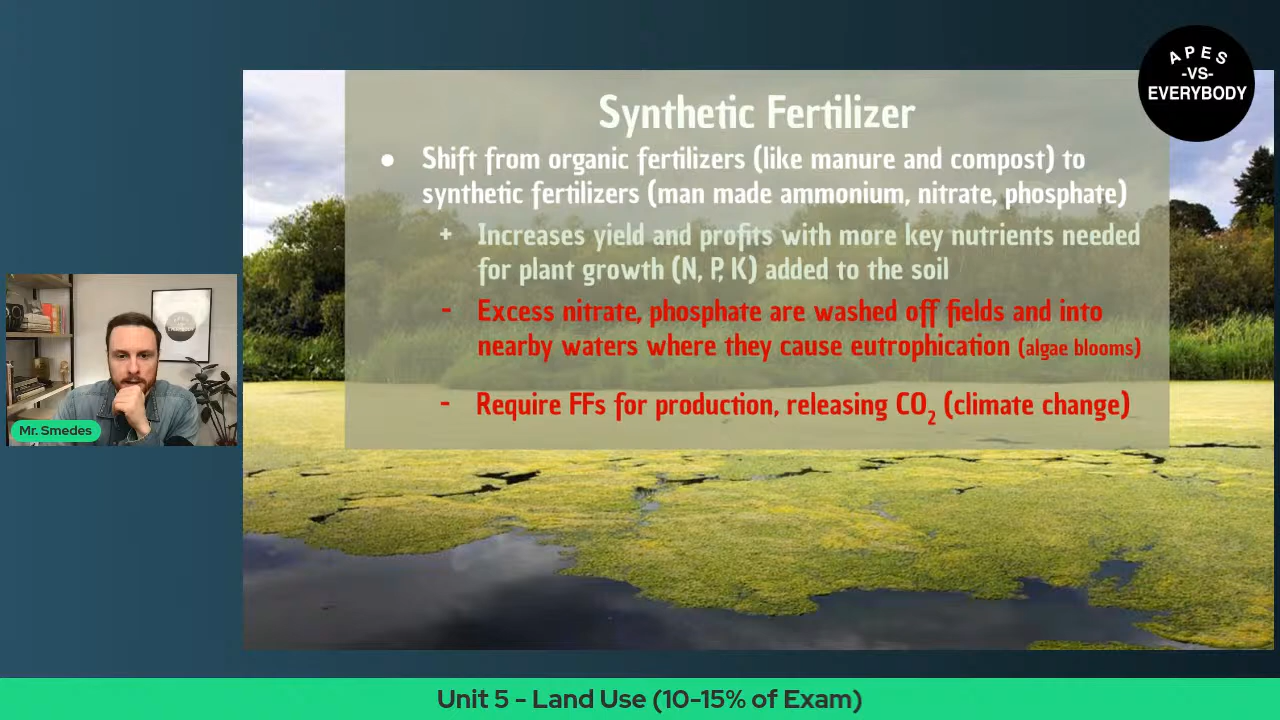 APES
-VS-
EVERYBODY
Synthetic Fertilizer
● Shift from organic fertilizers (like manure and compost) to
synthetic fertilizers (man made ammonium, nitrate, phosphate)
+ Increases yield and profits with more key nutrients needed
for plant growth (N, P, K) added to the soil
- Excess nitrate, phosphate are washed off fields and into
nearby waters where they cause eutrophication (algae blooms)
- Require FFs for production, releasing CO₂ (climate change)
Mr. Smedes
Unit 5 - Land Use (10-15% of Exam)